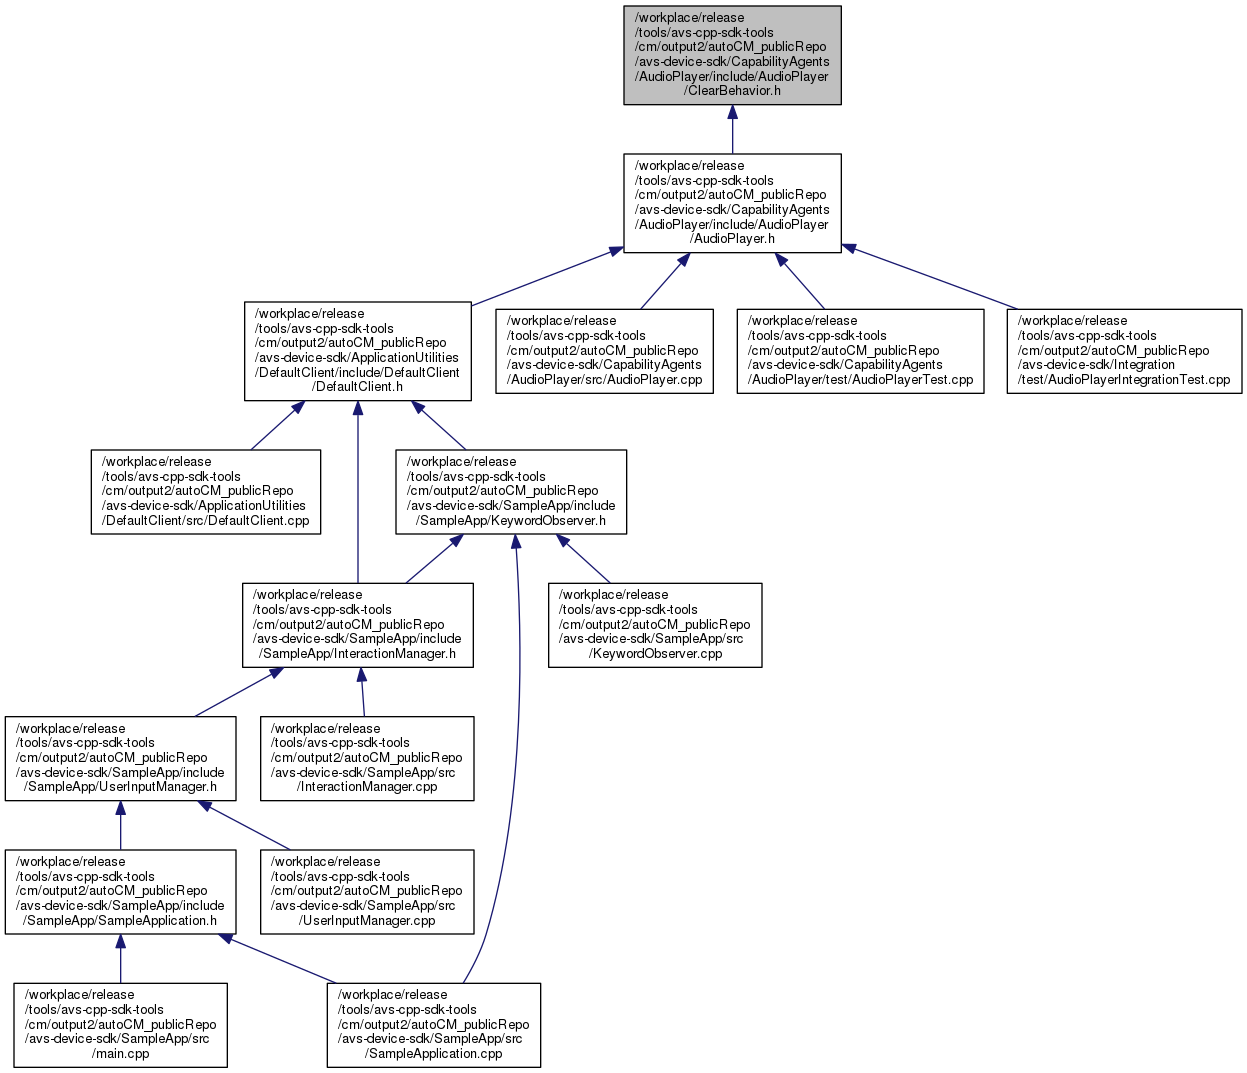 /workplace/release
/tools/avs-cpp-sdk-tools
/cm/output2/autoCM_publicRepo
/avs-device-sdk/CapabilityAgents
/AudioPlayer/include/AudioPlayer
/ClearBehavior.h
/workplace/release
/tools/avs-cpp-sdk-tools
/cm/output2/autoCM_publicRepo
/avs-device-sdk/CapabilityAgents
/AudioPlayer/include/AudioPlayer
/AudioPlayer.h
/workplace/release
/tools/avs-cpp-sdk-tools
/cm/output2/autoCM_publicRepo
/avs-device-sdk/ApplicationUtilities
/DefaultClient/include/DefaultClient
/DefaultClient.h
/workplace/release
/tools/avs-cpp-sdk-tools
/cm/output2/autoCM_publicRepo
/avs-device-sdk/CapabilityAgents
/AudioPlayer/src/AudioPlayer.cpp
/workplace/release
/tools/avs-cpp-sdk-tools
/cm/output2/autoCM_publicRepo
/avs-device-sdk/CapabilityAgents
/AudioPlayer/test/AudioPlayerTest.cpp
/workplace/release
/tools/avs-cpp-sdk-tools
/cm/output2/autoCM_publicRepo
/avs-device-sdk/Integration
/test/AudioPlayerIntegrationTest.cpp
/workplace/release
/tools/avs-cpp-sdk-tools
/cm/output2/autoCM_publicRepo
/avs-device-sdk/ApplicationUtilities
/DefaultClient/src/DefaultClient.cpp
/workplace/release
/tools/avs-cpp-sdk-tools
/cm/output2/autoCM_publicRepo
/avs-device-sdk/SampleApp/include
/SampleApp/KeywordObserver.h
/workplace/release
/tools/avs-cpp-sdk-tools
/cm/output2/autoCM_publicRepo
/avs-device-sdk/SampleApp/include
/SampleApp/InteractionManager.h
/workplace/release
/tools/avs-cpp-sdk-tools
/cm/output2/autoCM_publicRepo
/avs-device-sdk/SampleApp/src
/KeywordObserver.cpp
/workplace/release
/tools/avs-cpp-sdk-tools
/cm/output2/autoCM_publicRepo
/avs-device-sdk/SampleApp/include
/SampleApp/UserInputManager.h
/workplace/release
/tools/avs-cpp-sdk-tools
/cm/output2/autoCM_publicRepo
/avs-device-sdk/SampleApp/src
/InteractionManager.cpp
/workplace/release
/tools/avs-cpp-sdk-tools
/cm/output2/autoCM_publicRepo
/avs-device-sdk/SampleApp/include
/SampleApp/SampleApplication.h
/workplace/release
/tools/avs-cpp-sdk-tools
/cm/output2/autoCM_publicRepo
/avs-device-sdk/SampleApp/src
/UserInputManager.cpp
/workplace/release
/tools/avs-cpp-sdk-tools
/cm/output2/autoCM_publicRepo
/avs-device-sdk/SampleApp/src
/main.cpp
/workplace/release
/tools/avs-cpp-sdk-tools
/cm/output2/autoCM_publicRepo
/avs-device-sdk/SampleApp/src
/SampleApplication.cpp